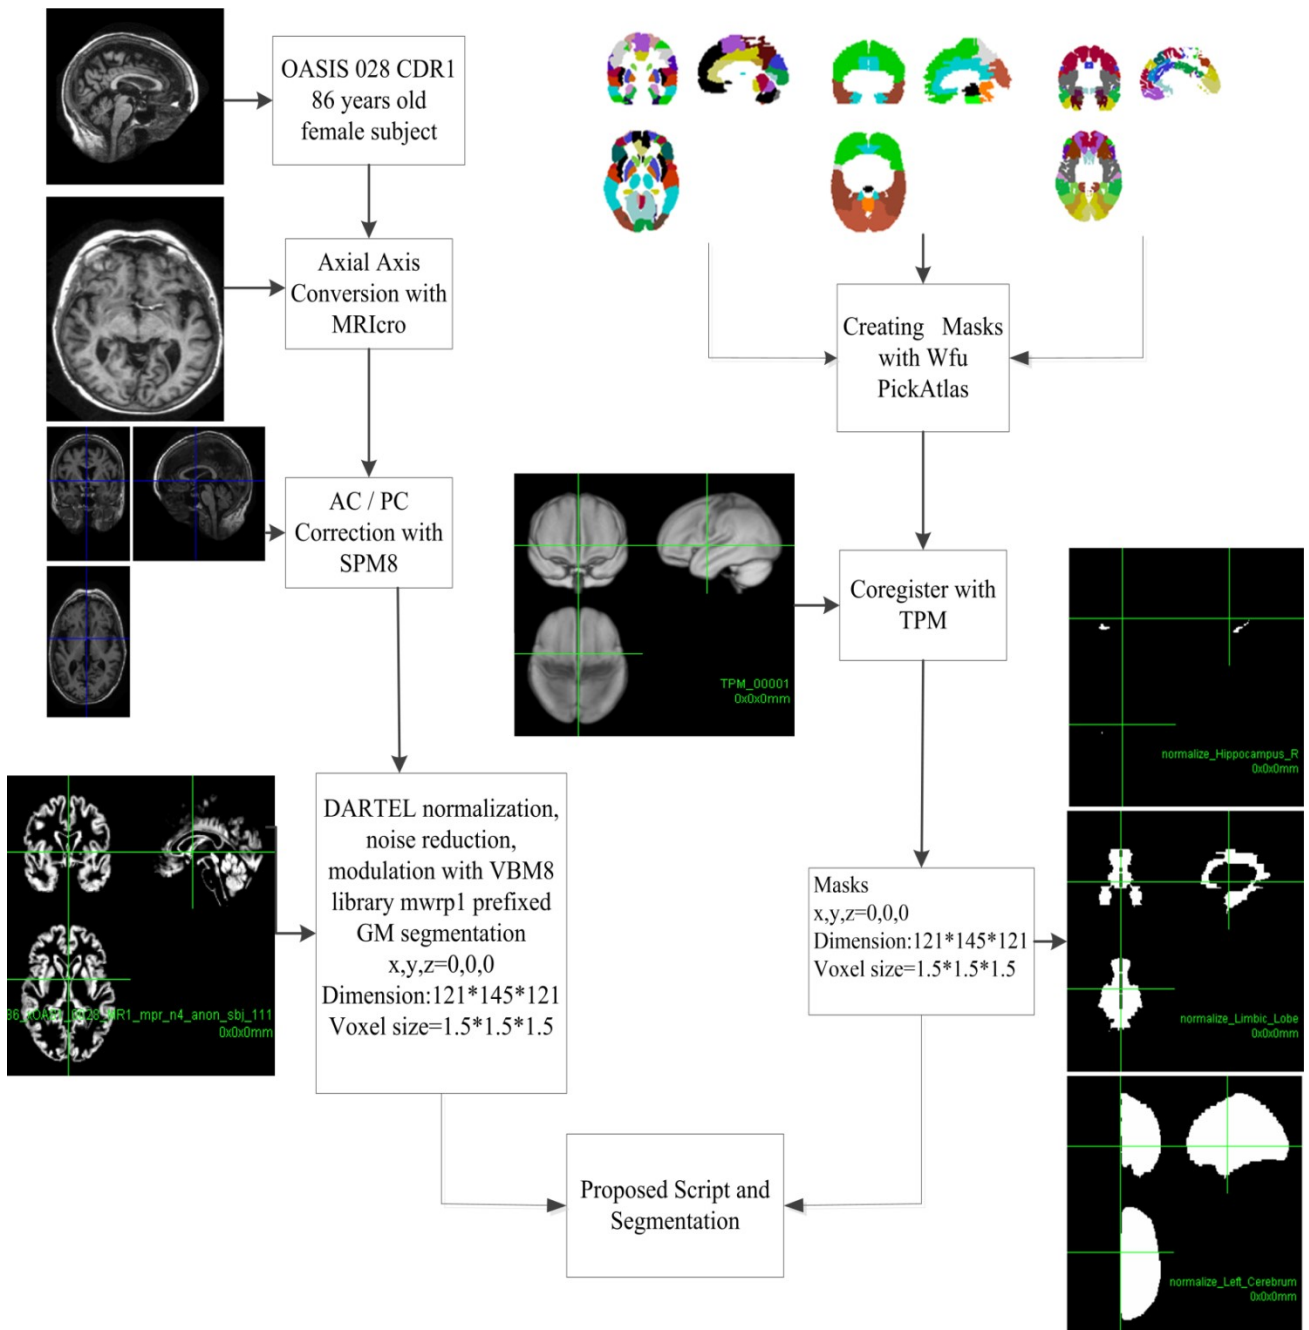 OASIS 028 CDR1
86 years old
female subject
Axial Axis
Conversion with
MRIcro
AC / PC
Correction with
SPM8
DARTEL normalization,
noise reduction,
modulation with VBM8
library mwrp1 prefixed
GM segmentation
x,y,z=0,0,0
Dimension:121*145*121
Voxel size=1.5*1.5*1.5
MR1_mpr_n4_anon_sbj_111
0x0x0mm
Creating Masks
with Wfu
PickAtlas
TPM_00001
0x0x0mm
Coregister with
TPM
Masks
x,y,z=0,0,0
Dimension:121*145*121
Voxel size=1.5*1.5*1.5
normalize_Hippocampus_R
0x0x0mm
normalize_Limbic_Lobe
0x0x0mm
normalize_Left_Cerebrum
0x0x0mm
Proposed Script and
Segmentation